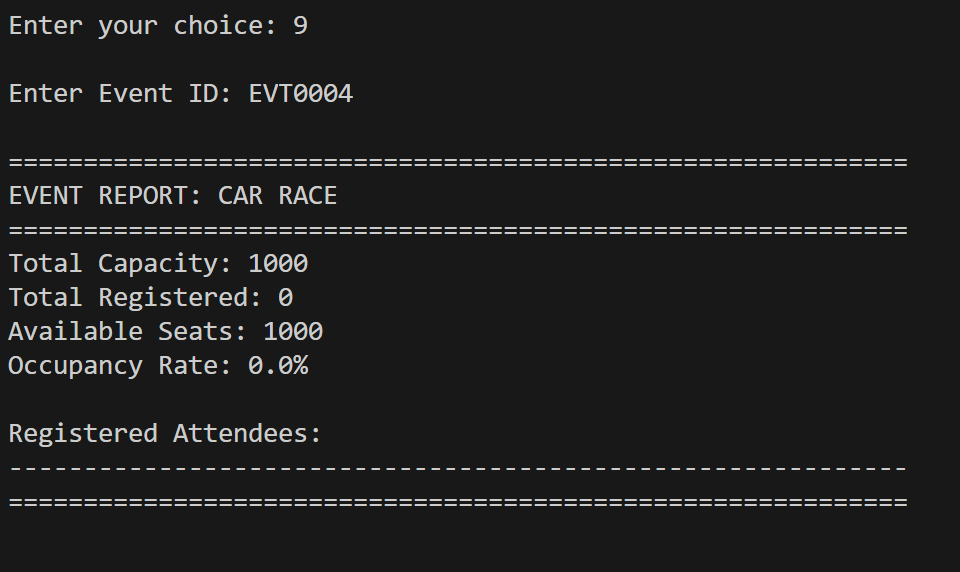 Enter your choice: 9
Enter Event ID: EVT0004
============================================================
EVENT REPORT: CAR RACE
============================================================
Total Capacity: 1000
Total Registered: 0
Available Seats: 1000
Occupancy Rate: 0.0%
Registered Attendees:
------------------------------------------------------------
============================================================